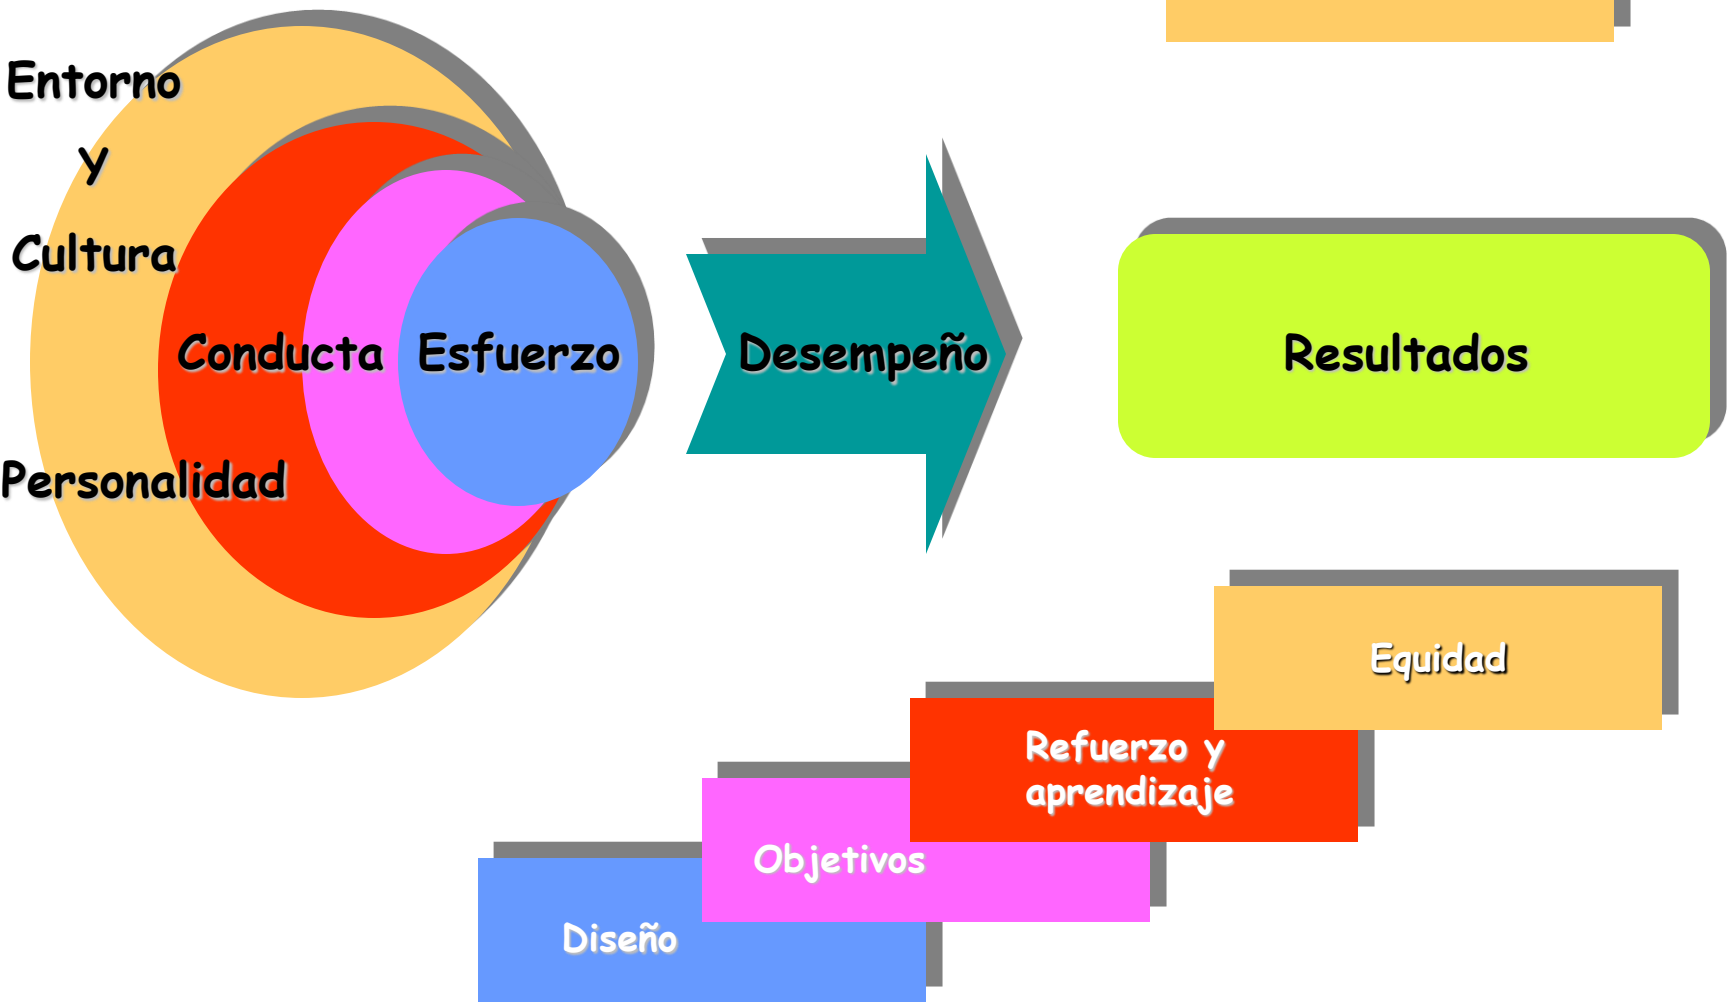 Entorno
y
Cultura
Conducta
Esfuerzo
Desempeño
Resultados
Personalidad
Equidad
Refuerzo y
aprendizaje
Objetivos
Diseño